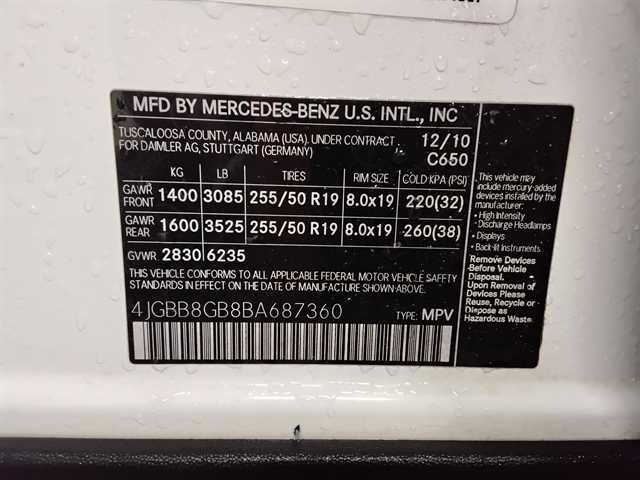 MFD BY MERCEDES-BENZ U.S. INTL., INC
TUSCALOOSA COUNTY, ALABAMA (USA). UNDER CONTRACT 12/10
FOR DAIMLER AG, STUTTGART (GERMANY) C650
KG LB RIM SIZE COLD KPA (PSI)
GAWR FRONT 1400 3085 255/50 R19 8.0x19 220(32)
GAWR REAR 1600 3525 255/50 R19 8.0x19 260(38)
GVWR 2830 6235
THIS VEHICLE CONFORMS TO ALL APPLICABLE FEDERAL MOTOR VEHICLE SAFETY
STANDARDS IN EFFECT ON THE DATE OF MANUFACTURE SHOWN ABOVE.
4JGBB8GB8BA687360 TYPE: MPV
This vehicle may
include mercury-added
devices installed by the
manufacturer:
• High Intensity
Discharge Headlamps
• Displays
• Back-lit Instruments
Remove Devices
Before Vehicle
Disposal.
Upon Removal of
Devices Please
Reuse, Recycle or
Dispose as
Hazardous Waste.